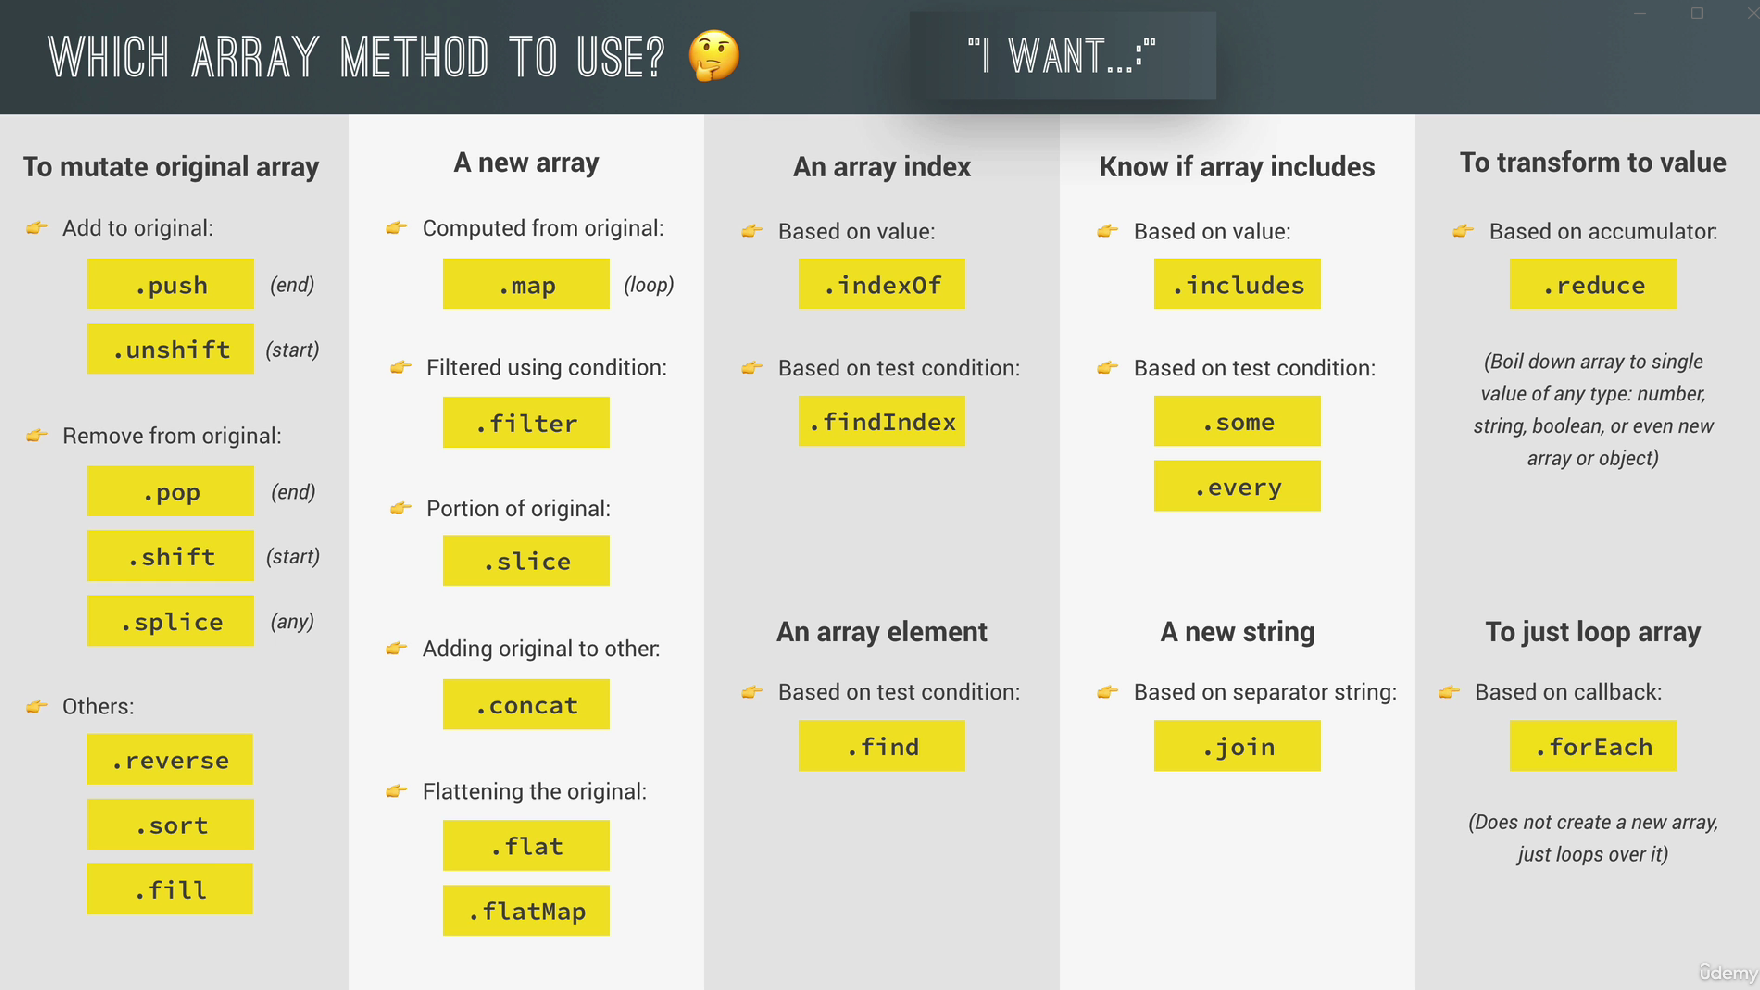 WHICH ARRAY METHOD TO USE? 🤔
"I WANT...:"
To mutate original array
👉 Add to original:
.push (end)
.unshift (start)
👉 Remove from original:
.pop (end)
.shift (start)
.splice (any)
👉 Others:
.reverse
.sort
.fill
A new array
👉 Computed from original:
.map (loop)
👉 Filtered using condition:
.filter
👉 Portion of original:
.slice
👉 Adding original to other:
.concat
👉 Flattening the original:
.flat
.flatMap
An array index
👉 Based on value:
.indexOf
👉 Based on test condition:
.findIndex
An array element
👉 Based on test condition:
.find
Know if array includes
👉 Based on value:
.includes
👉 Based on test condition:
.some
.every
A new string
👉 Based on separator string:
.join
To transform to value
👉 Based on accumulator:
.reduce
(Boil down array to single
value of any type: number,
string, boolean, or even new
array or object)
To just loop array
👉 Based on callback:
.forEach
(Does not create a new array,
just loops over it)
ûdemy